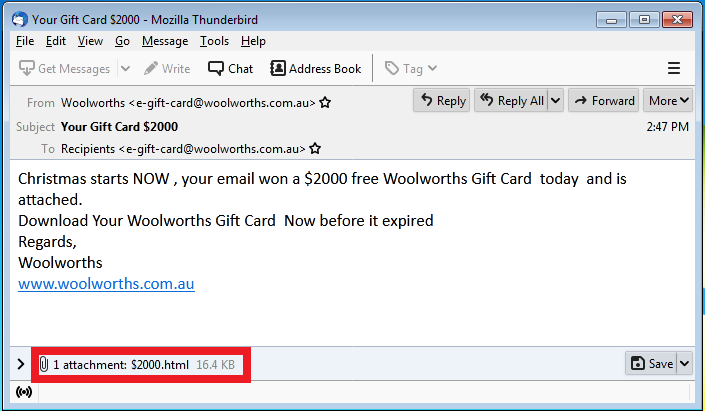 Your Gift Card $2000 - Mozilla Thunderbird
File Edit View Go Message Tools Help
Get Messages Write Chat Address Book Tag
From Woolworths <e-gift-card@woolworths.com.au> Reply Reply All Forward More
Subject Your Gift Card $2000 2:47 PM
To Recipients <e-gift-card@woolworths.com.au>
Christmas starts NOW , your email won a $2000 free Woolworths Gift Card today and is
attached.
Download Your Woolworths Gift Card Now before it expired
Regards,
Woolworths
www.woolworths.com.au
1 attachment: $2000.html 16.4 KB Save